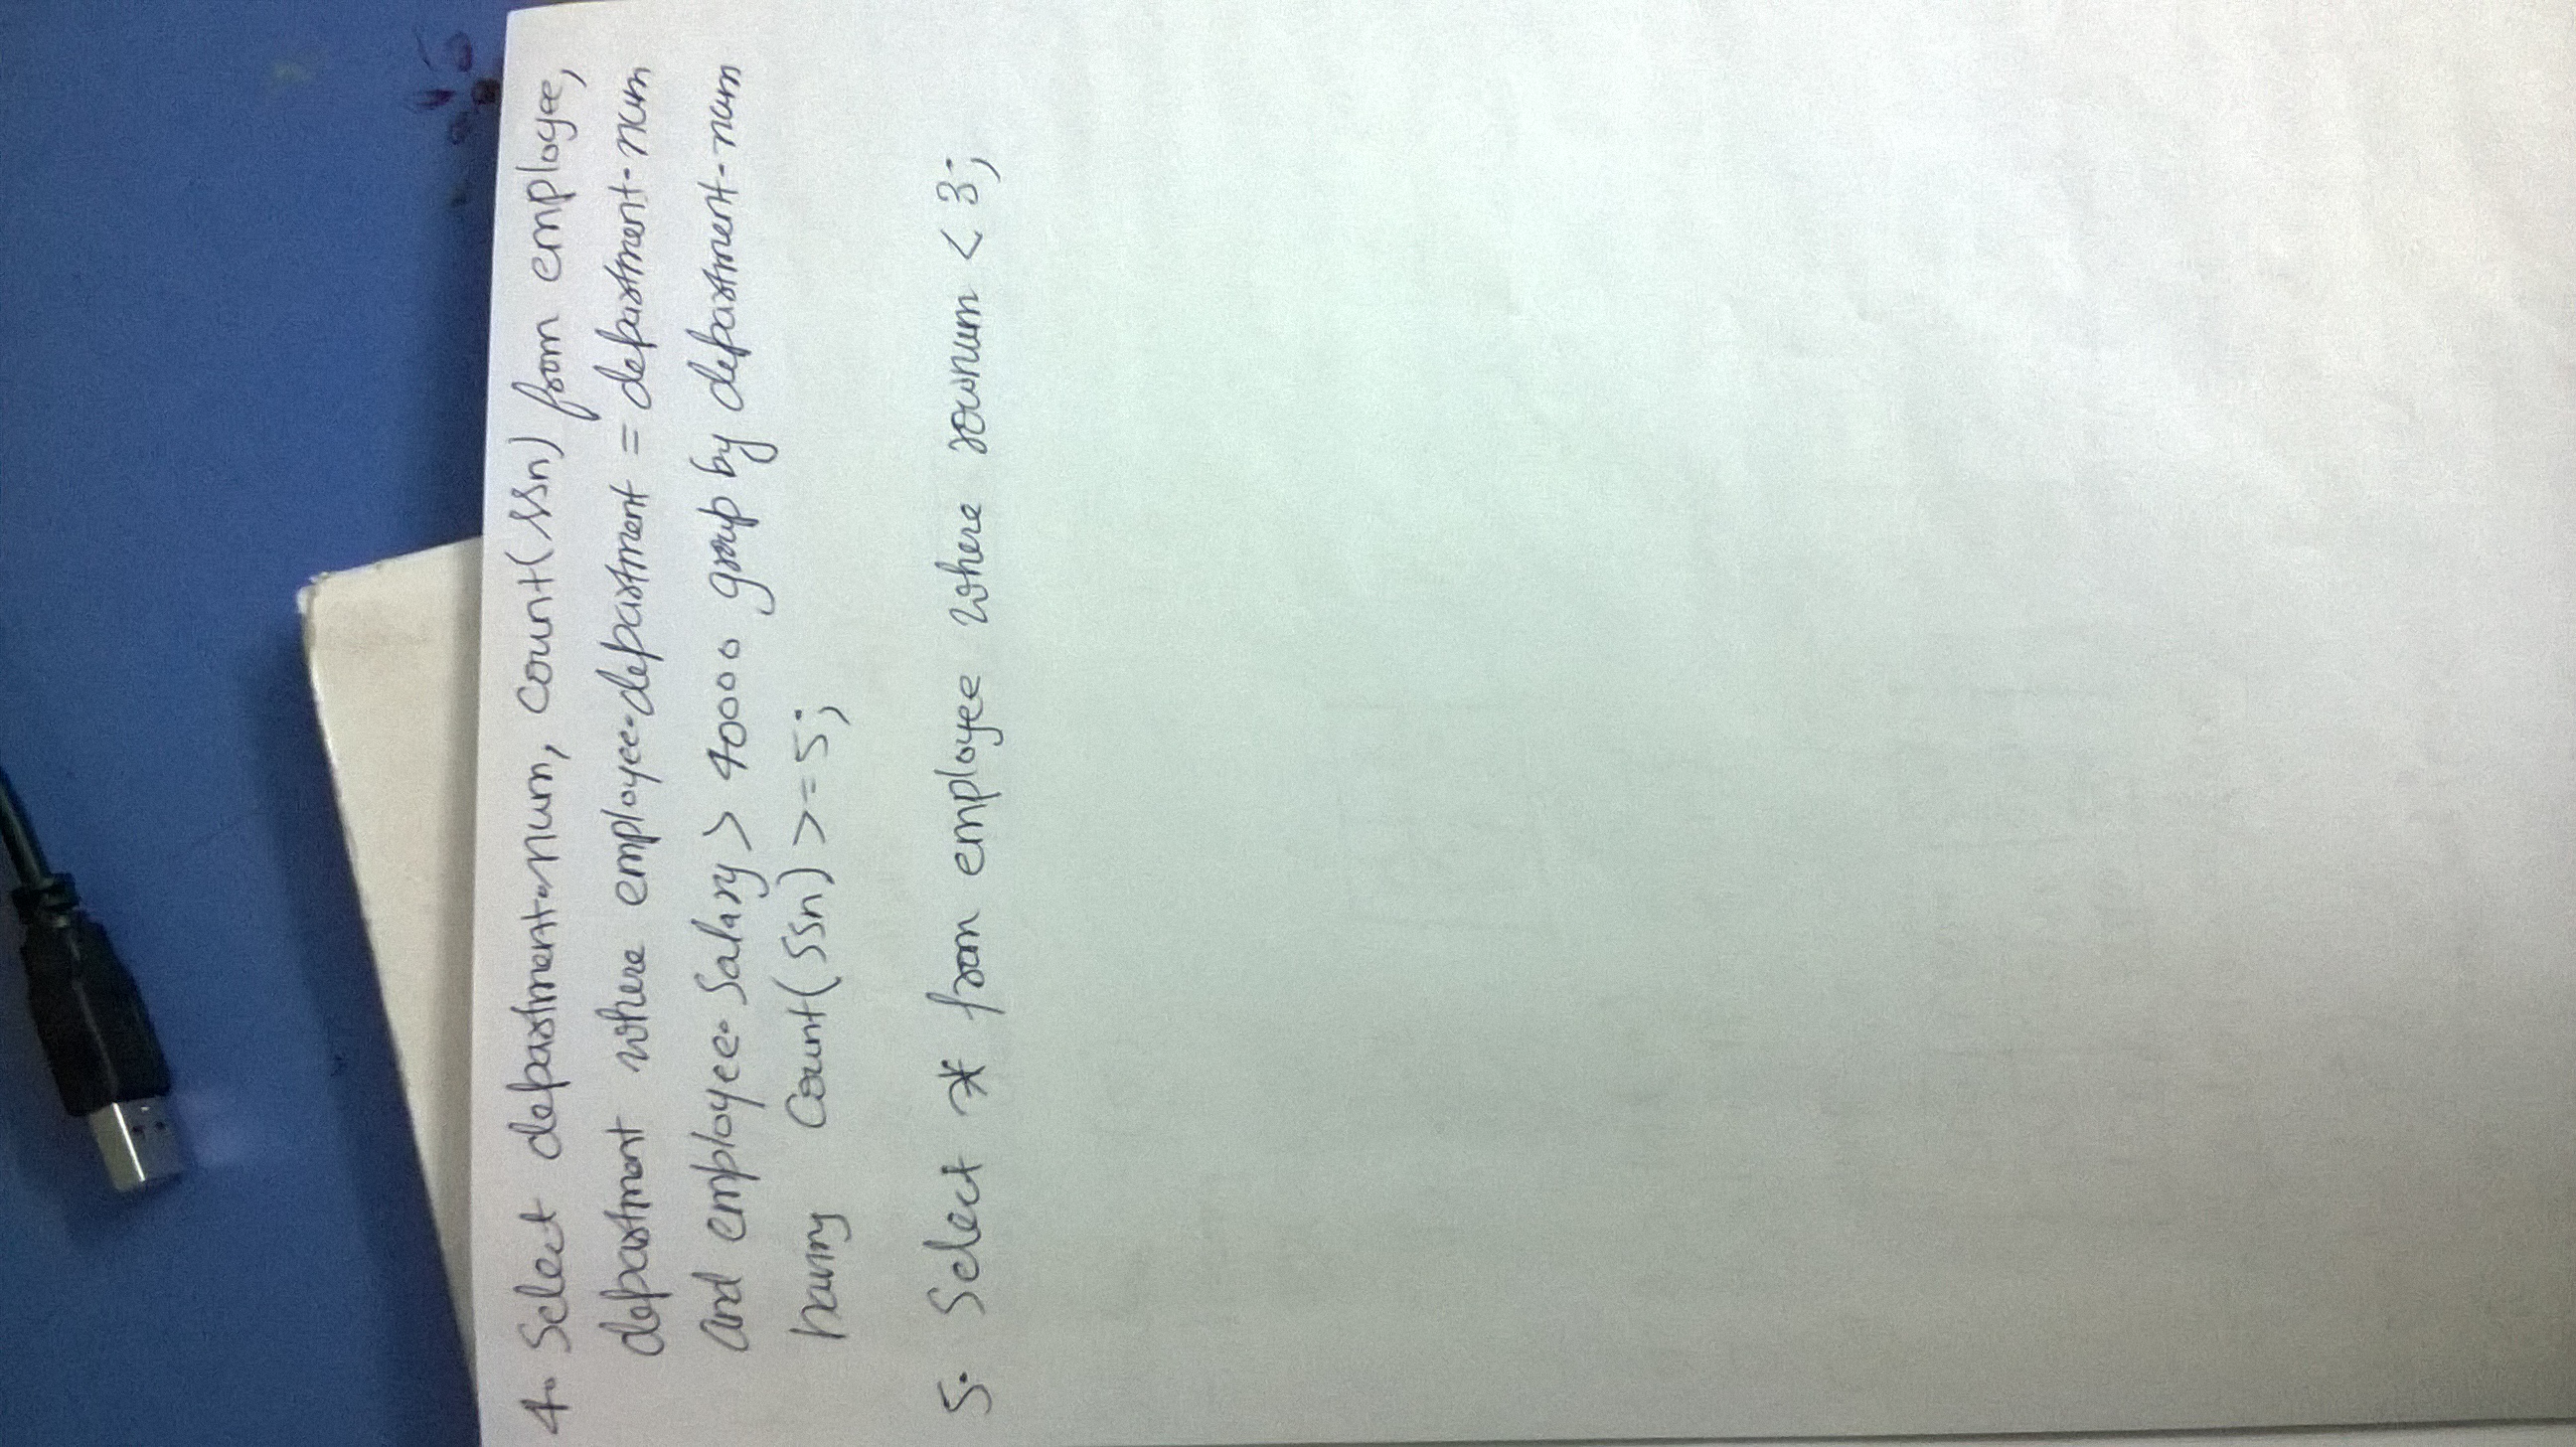 4. Select department.num, count(ssn) from employee,
department where employee.department = department.num
and employee.salary > 40000 group by department.num
having count(ssn) >= 5;
5. Select * from employee where rownum < 3;